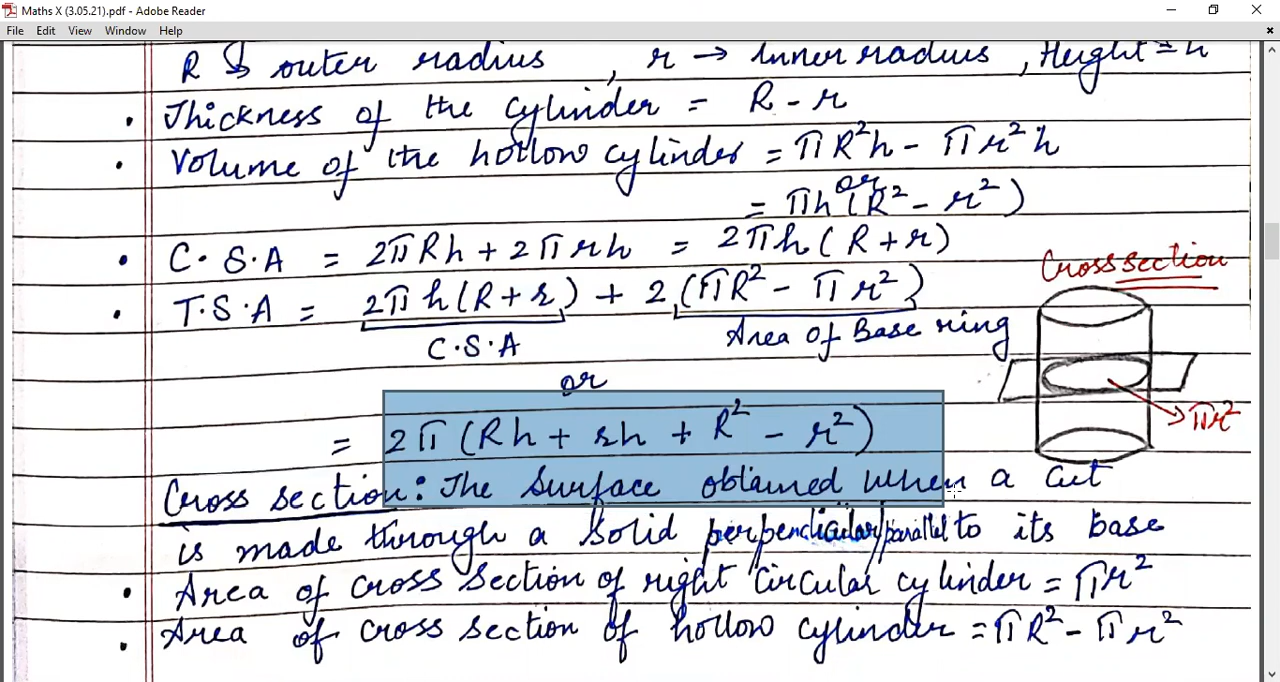 Maths X (3.05.21).pdf - Adobe Reader
File Edit View Window Help
R → outer radius , r → Inner radius , Height = h
• Thickness of the cylinder = R - r
• Volume of the hollow cylinder = πR²h - πr²h
or
= πh (R² - r²)
• C.S.A = 2πRh + 2πrh = 2πh (R + r)
• T.S.A = 2πh (R + r) + 2 (πR² - πr²)
C.S.A Area of Base ring
or
= 2π (Rh + rh + R² - r²)
Cross section
πr²
Cross section : The surface obtained when a cut
is made through a solid perpendicular/parallel to its base
• Area of cross section of right circular cylinder = πr²
• Area of cross section of hollow cylinder = πR² - πr²